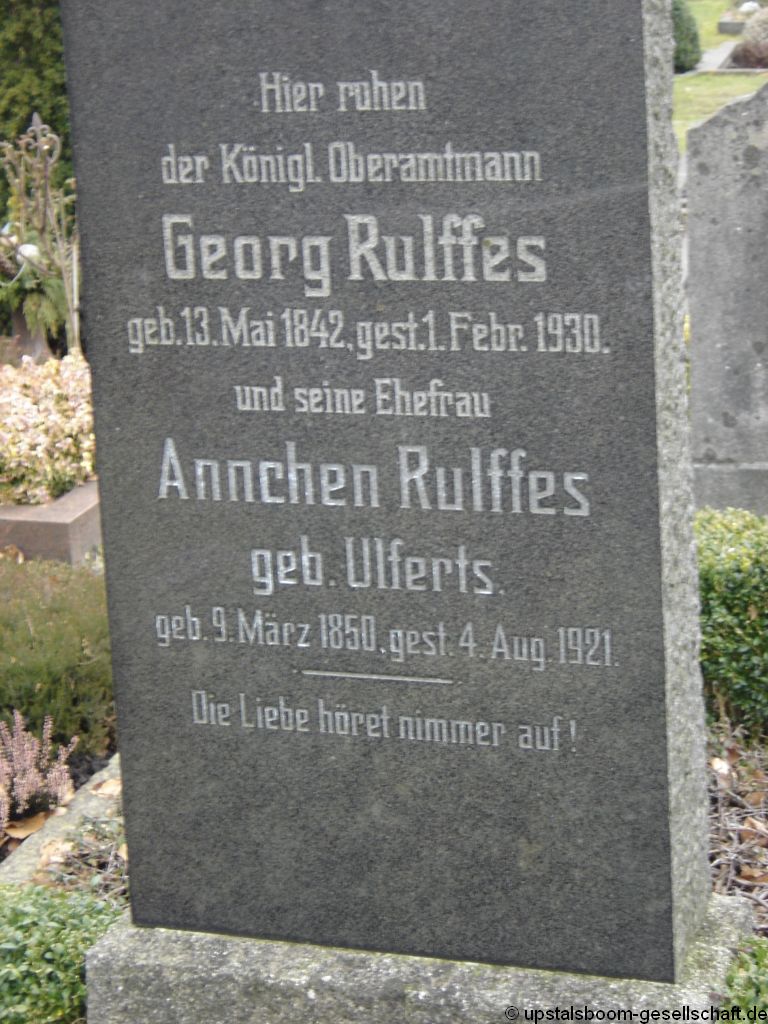 Hier ruhen
der Königl. Oberamtmann
Georg Rulffes
geb. 13. Mai 1842, gest. 1. Febr. 1930.
und seine Ehefrau
Annchen Rulffes
geb. Ulferts.
geb. 9. März 1850, gest. 4. Aug. 1921.
Die Liebe höret nimmer auf!
© upstalsboom-gesellschaft.de